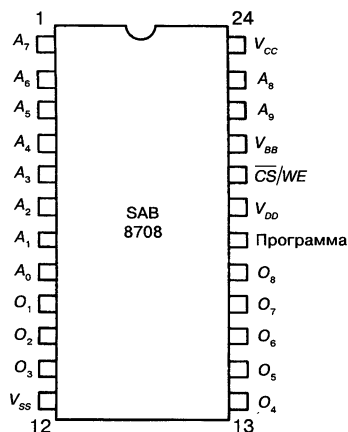 1 24
A7 VCC
A6 A8
A5 A9
A4 VBB
A3 C̅S̅/WE
A2 VDD
SAB
8708
A1 Программа
A0 O8
O1 O7
O2 O6
O3 O5
VSS O4
12 13